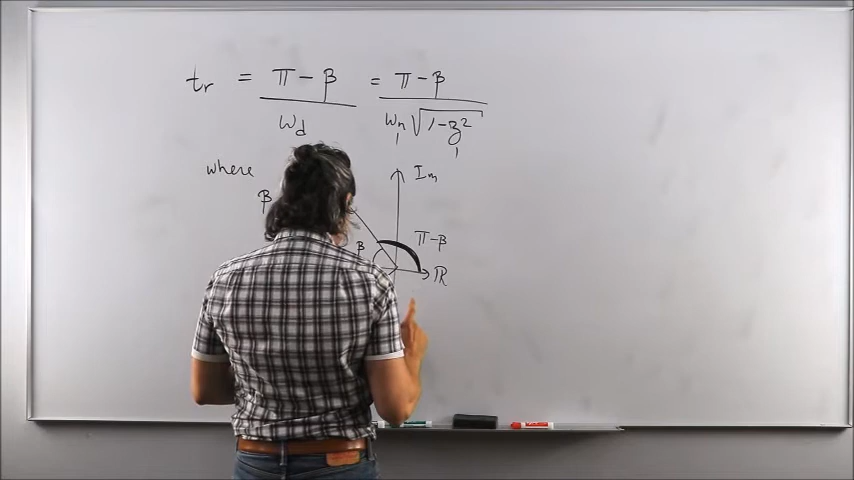 tr = π-β / ωd = π-β / ωn√1-ζ²
where
β
Im
π-β
β
ℝ